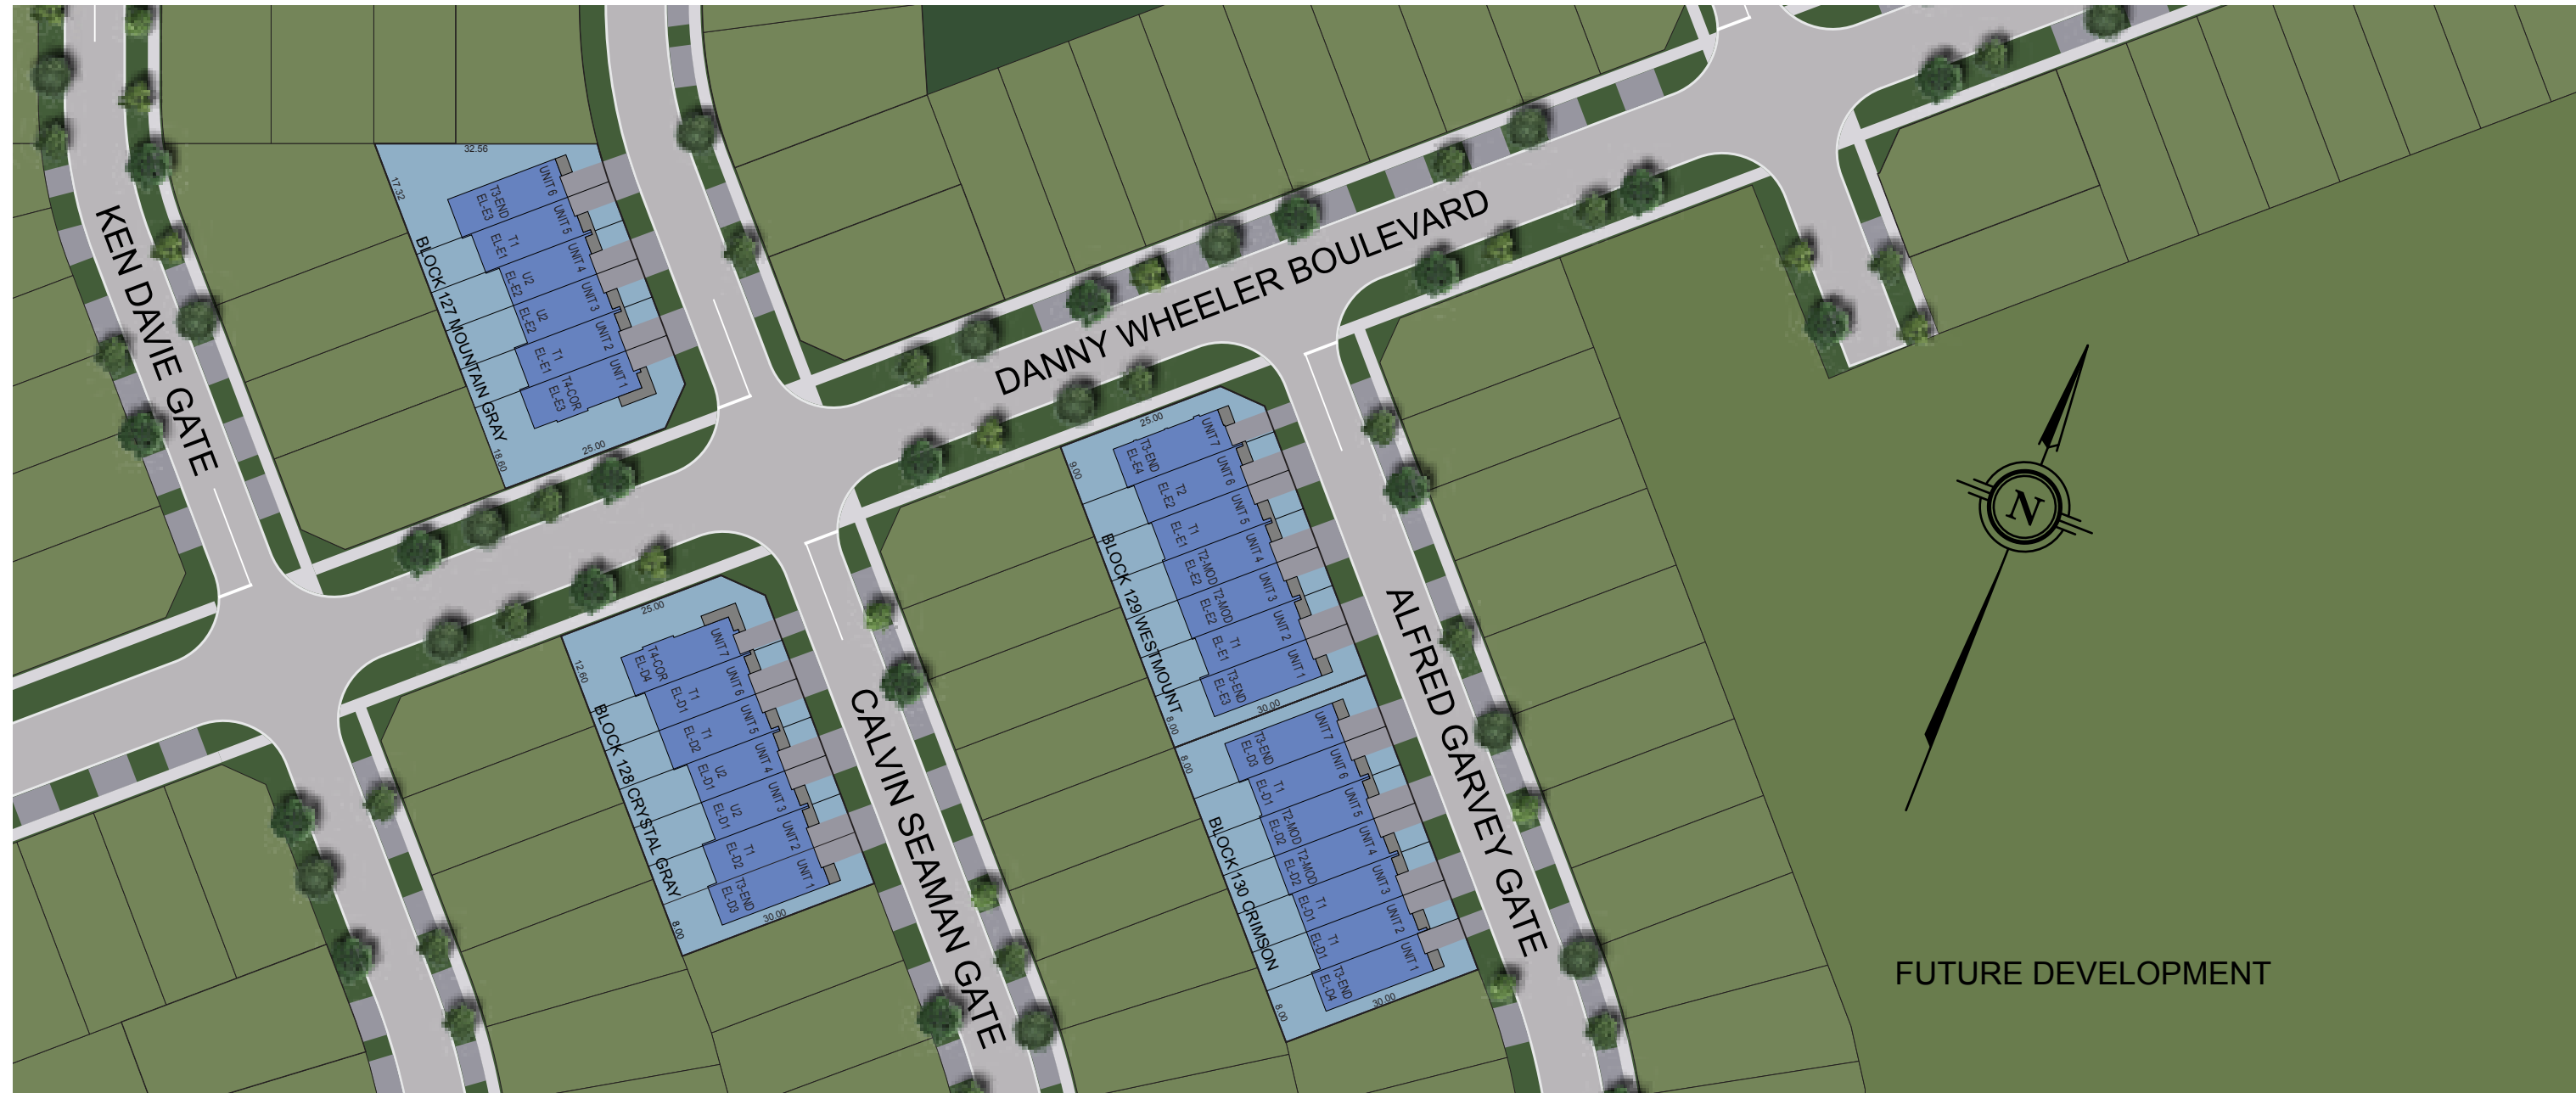 KEN DAVIE GATE
DANNY WHEELER BOULEVARD
CALVIN SEAMAN GATE
ALFRED GARVEY GATE
FUTURE DEVELOPMENT
N
BLOCK 127 MOUNTAIN GRAY
32.56
17.32
18.60
25.00
UNIT 6
T3-END
EL-E3
UNIT 5
T1
EL-E1
UNIT 4
U2
EL-E2
UNIT 3
U2
EL-E2
UNIT 2
T1
EL-E1
UNIT 1
T4-COR
EL-E3
BLOCK 128 CRYSTAL GRAY
25.00
12.60
8.00
30.00
UNIT 7
T4-COR
EL-D4
UNIT 6
T1
EL-D1
UNIT 5
T1
EL-D2
UNIT 4
U2
EL-D1
UNIT 3
U2
EL-D1
UNIT 2
T1
EL-D2
UNIT 1
T3-END
EL-D3
BLOCK 129 WESTMOUNT
25.00
9.00
8.00
30.00
UNIT 7
T3-END
EL-E4
UNIT 6
T2
EL-E2
UNIT 5
T1
EL-E1
UNIT 4
T2-MOD
EL-E2
UNIT 3
T2-MOD
EL-E2
UNIT 2
T1
EL-E1
UNIT 1
T3-END
EL-E3
BLOCK 130 CRIMSON
8.00
8.00
30.00
UNIT 7
T3-END
EL-D3
UNIT 6
T1
EL-D1
UNIT 5
T2-MOD
EL-D2
UNIT 4
T2-MOD
EL-D2
UNIT 3
T1
EL-D1
UNIT 2
T1
EL-D1
UNIT 1
T3-END
EL-D4